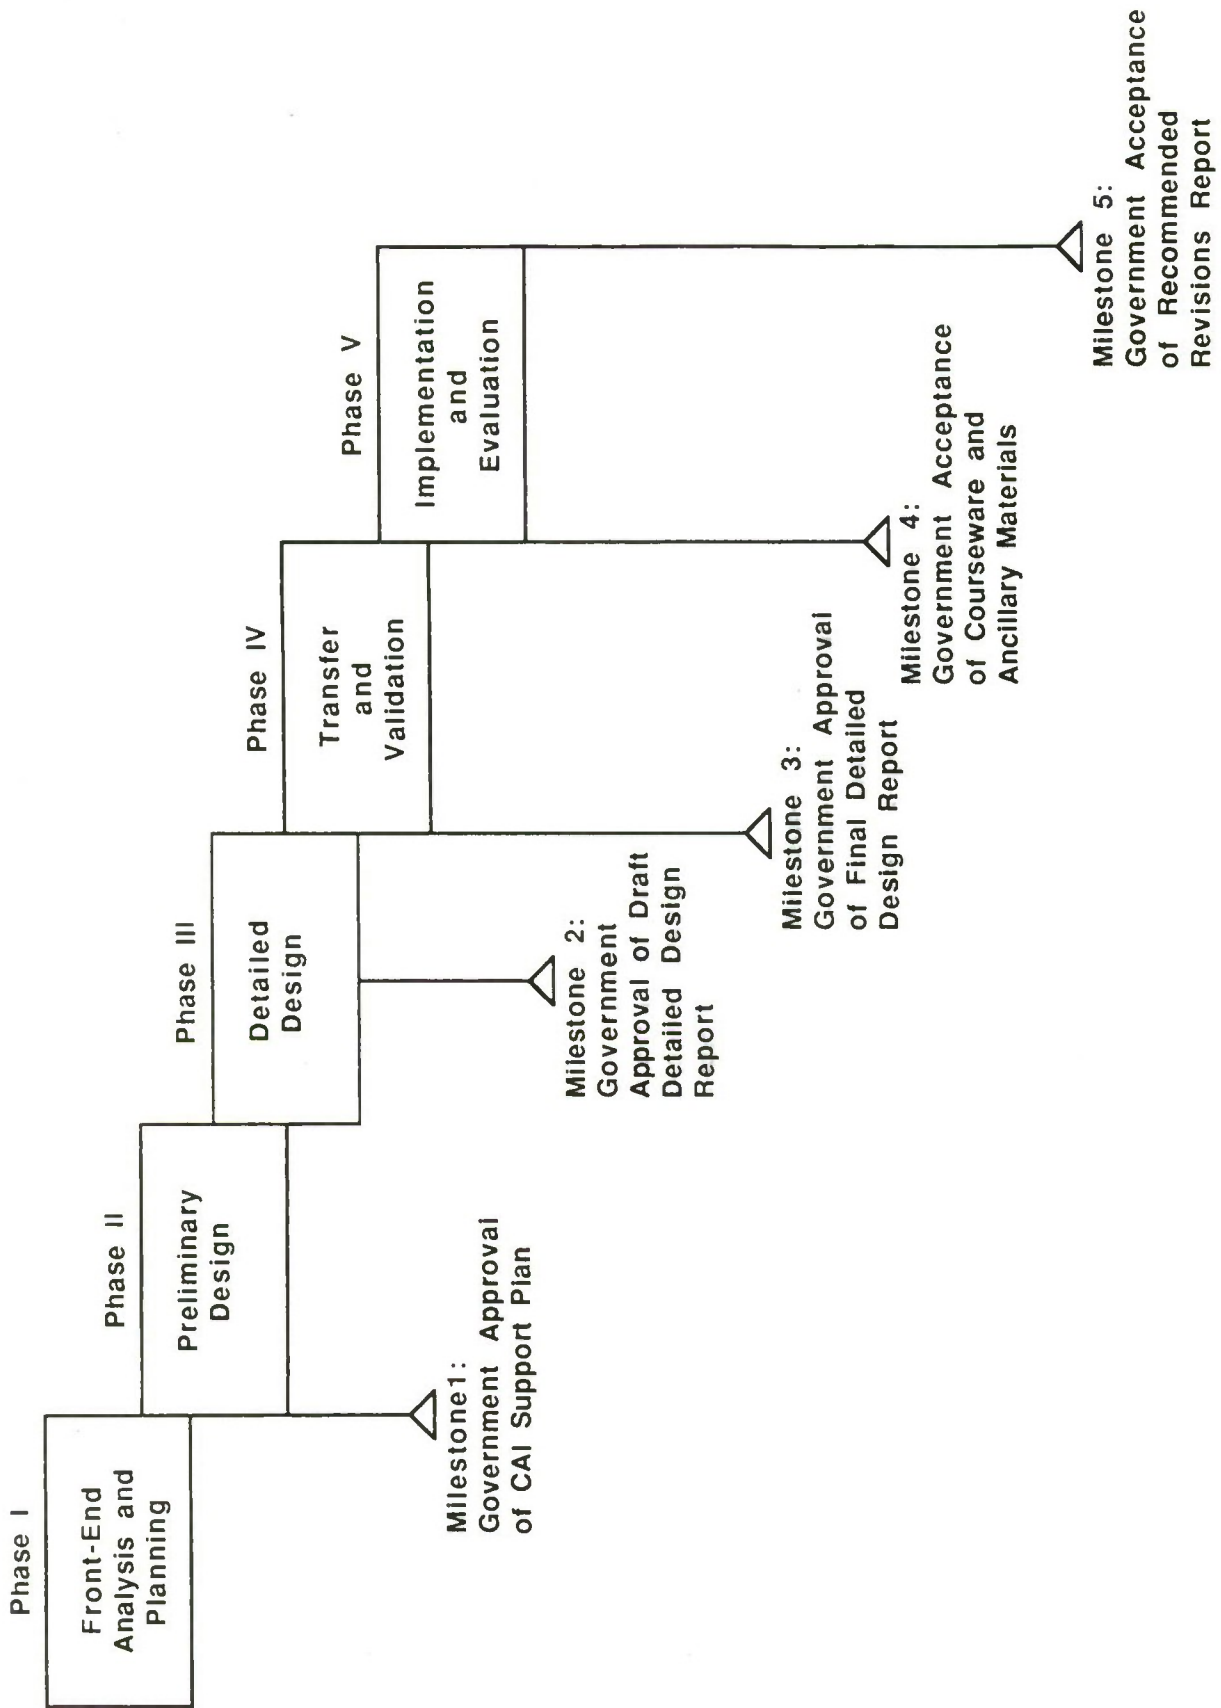 Phase I
Front-End
Analysis and
Planning
Phase II
Preliminary
Design
Phase III
Detailed
Design
Phase IV
Transfer
and
Validation
Phase V
Implementation
and
Evaluation
Milestone1:
Government Approval
of CAI Support Plan
Milestone 2:
Government
Approval of Draft
Detailed Design
Report
Milestone 3:
Government Approval
of Final Detailed
Design Report
Milestone 4:
Government Acceptance
of Courseware and
Ancillary Materials
Milestone 5:
Government Acceptance
of Recommended
Revisions Report